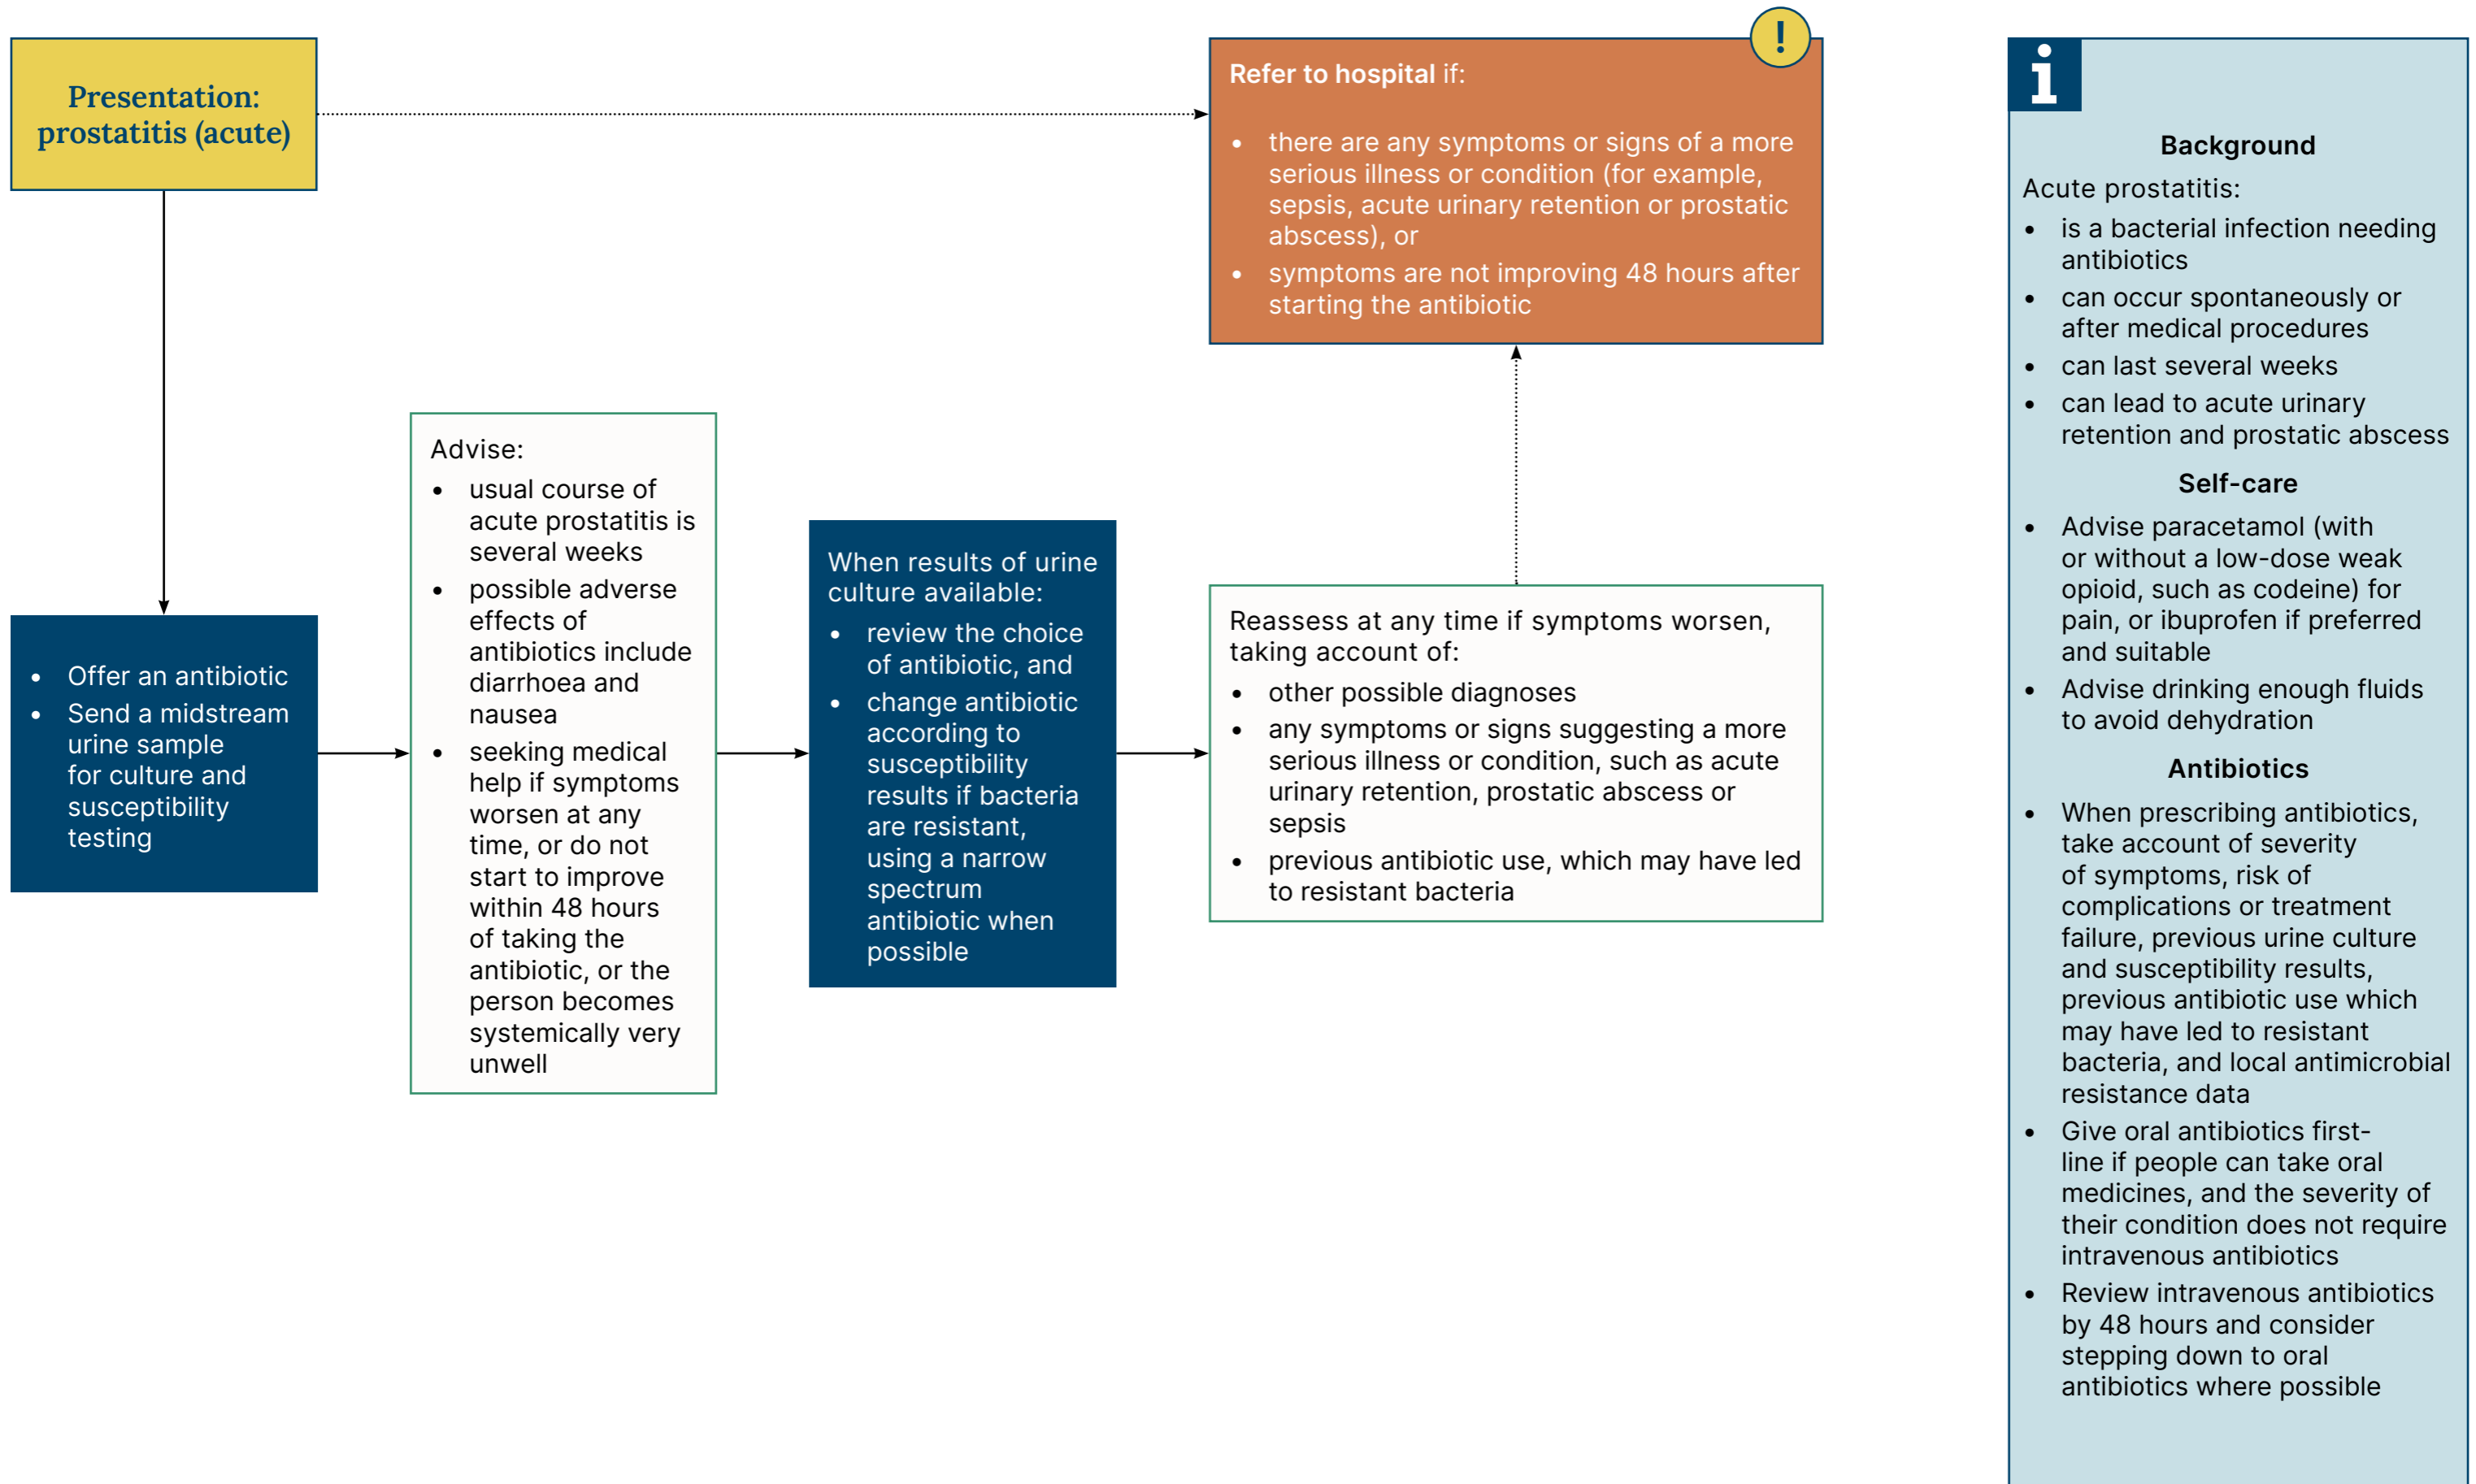 Presentation:
prostatitis (acute)
!
Refer to hospital if:
• there are any symptoms or signs of a more
serious illness or condition (for example,
sepsis, acute urinary retention or prostatic
abscess), or
• symptoms are not improving 48 hours after
starting the antibiotic
• Offer an antibiotic
• Send a midstream
urine sample
for culture and
susceptibility
testing
Advise:
• usual course of
acute prostatitis is
several weeks
• possible adverse
effects of
antibiotics include
diarrhoea and
nausea
• seeking medical
help if symptoms
worsen at any
time, or do not
start to improve
within 48 hours
of taking the
antibiotic, or the
person becomes
systemically very
unwell
When results of urine
culture available:
• review the choice
of antibiotic, and
• change antibiotic
according to
susceptibility
results if bacteria
are resistant,
using a narrow
spectrum
antibiotic when
possible
Reassess at any time if symptoms worsen,
taking account of:
• other possible diagnoses
• any symptoms or signs suggesting a more
serious illness or condition, such as acute
urinary retention, prostatic abscess or
sepsis
• previous antibiotic use, which may have led
to resistant bacteria
i
Background
Acute prostatitis:
• is a bacterial infection needing
antibiotics
• can occur spontaneously or
after medical procedures
• can last several weeks
• can lead to acute urinary
retention and prostatic abscess
Self-care
• Advise paracetamol (with
or without a low-dose weak
opioid, such as codeine) for
pain, or ibuprofen if preferred
and suitable
• Advise drinking enough fluids
to avoid dehydration
Antibiotics
• When prescribing antibiotics,
take account of severity
of symptoms, risk of
complications or treatment
failure, previous urine culture
and susceptibility results,
previous antibiotic use which
may have led to resistant
bacteria, and local antimicrobial
resistance data
• Give oral antibiotics first-
line if people can take oral
medicines, and the severity of
their condition does not require
intravenous antibiotics
• Review intravenous antibiotics
by 48 hours and consider
stepping down to oral
antibiotics where possible